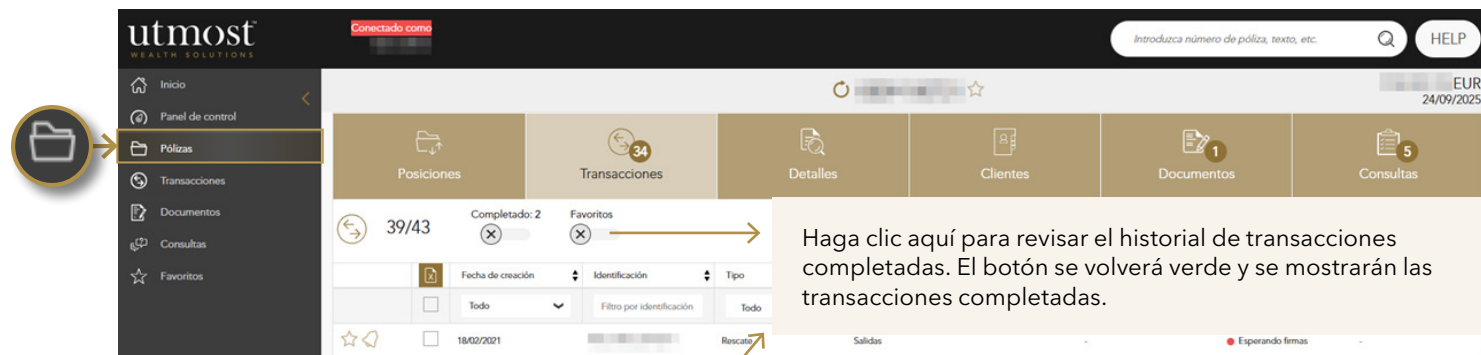 utmost™
WEALTH SOLUTIONS
Conectado como
Introduzca número de póliza, texto, etc.
HELP
Inicio
Panel de control
Pólizas
Transacciones
Documentos
Consultas
Favoritos
EUR
24/09/2025
Posiciones
34
Transacciones
Detalles
Clientes
1
Documentos
5
Consultas
39/43
Completado: 2
Favoritos
Haga clic aquí para revisar el historial de transacciones
completadas. El botón se volverá verde y se mostrarán las
transacciones completadas.
Fecha de creación
Identificación
Tipo
Todo
Filtro por identificación
Todo
18/02/2021
Rescate
Salidas
-
Esperando firmas
-